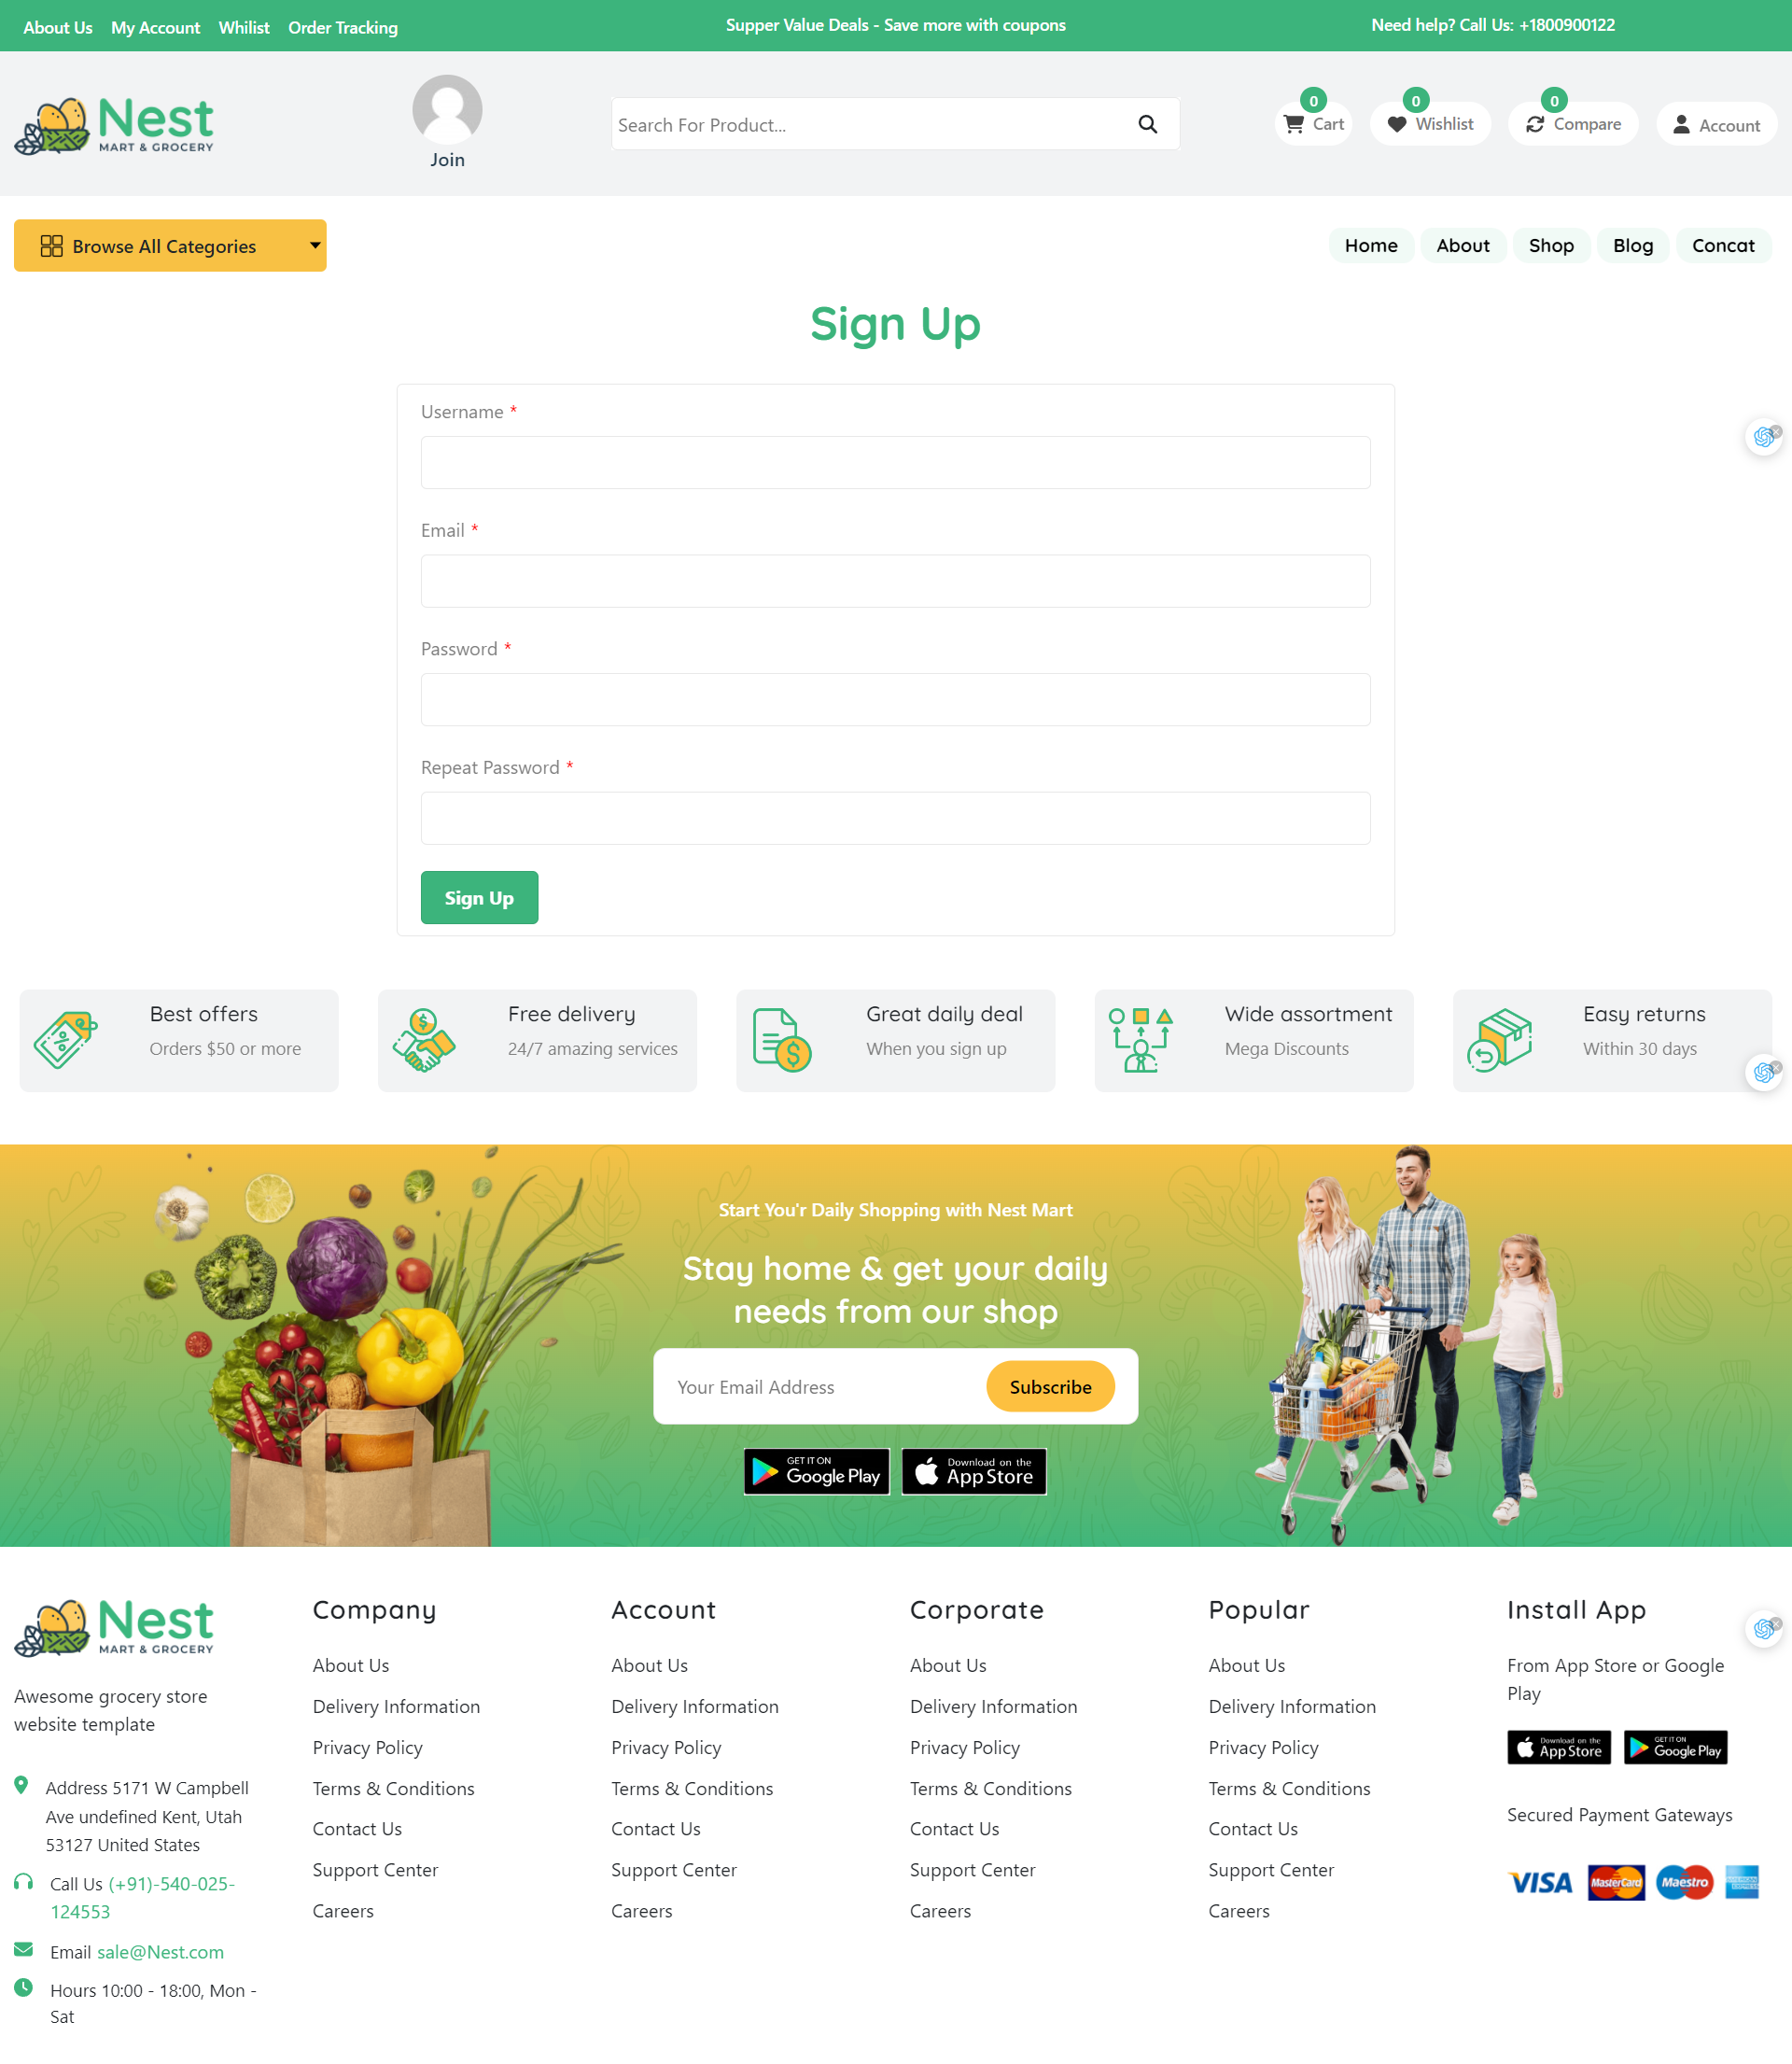 About Us My Account Whilist Order Tracking
Supper Value Deals - Save more with coupons
Need help? Call Us: +1800900122
Nest
MART & GROCERY
Join
Search For Product...
0
Cart
0
Wishlist
0
Compare
Account
Browse All Categories
Home About Shop Blog Concat
Sign Up
Username *
Email *
Password *
Repeat Password *
Sign Up
Best offers
Orders $50 or more
Free delivery
24/7 amazing services
Great daily deal
When you sign up
Wide assortment
Mega Discounts
Easy returns
Within 30 days
Start You'r Daily Shopping with Nest Mart
Stay home & get your daily
needs from our shop
Your Email Address
Subscribe
GET IT ON
Google Play
Download on the
App Store
Nest
MART & GROCERY
Awesome grocery store
website template
Address 5171 W Campbell
Ave undefined Kent, Utah
53127 United States
Call Us (+91)-540-025-
124553
Email sale@Nest.com
Hours 10:00 - 18:00, Mon -
Sat
Company
About Us
Delivery Information
Privacy Policy
Terms & Conditions
Contact Us
Support Center
Careers
Account
About Us
Delivery Information
Privacy Policy
Terms & Conditions
Contact Us
Support Center
Careers
Corporate
About Us
Delivery Information
Privacy Policy
Terms & Conditions
Contact Us
Support Center
Careers
Popular
About Us
Delivery Information
Privacy Policy
Terms & Conditions
Contact Us
Support Center
Careers
Install App
From App Store or Google
Play
Download on the
App Store
GET IT ON
Google Play
Secured Payment Gateways
VISA
MasterCard
Maestro
AMERICAN
EXPRESS